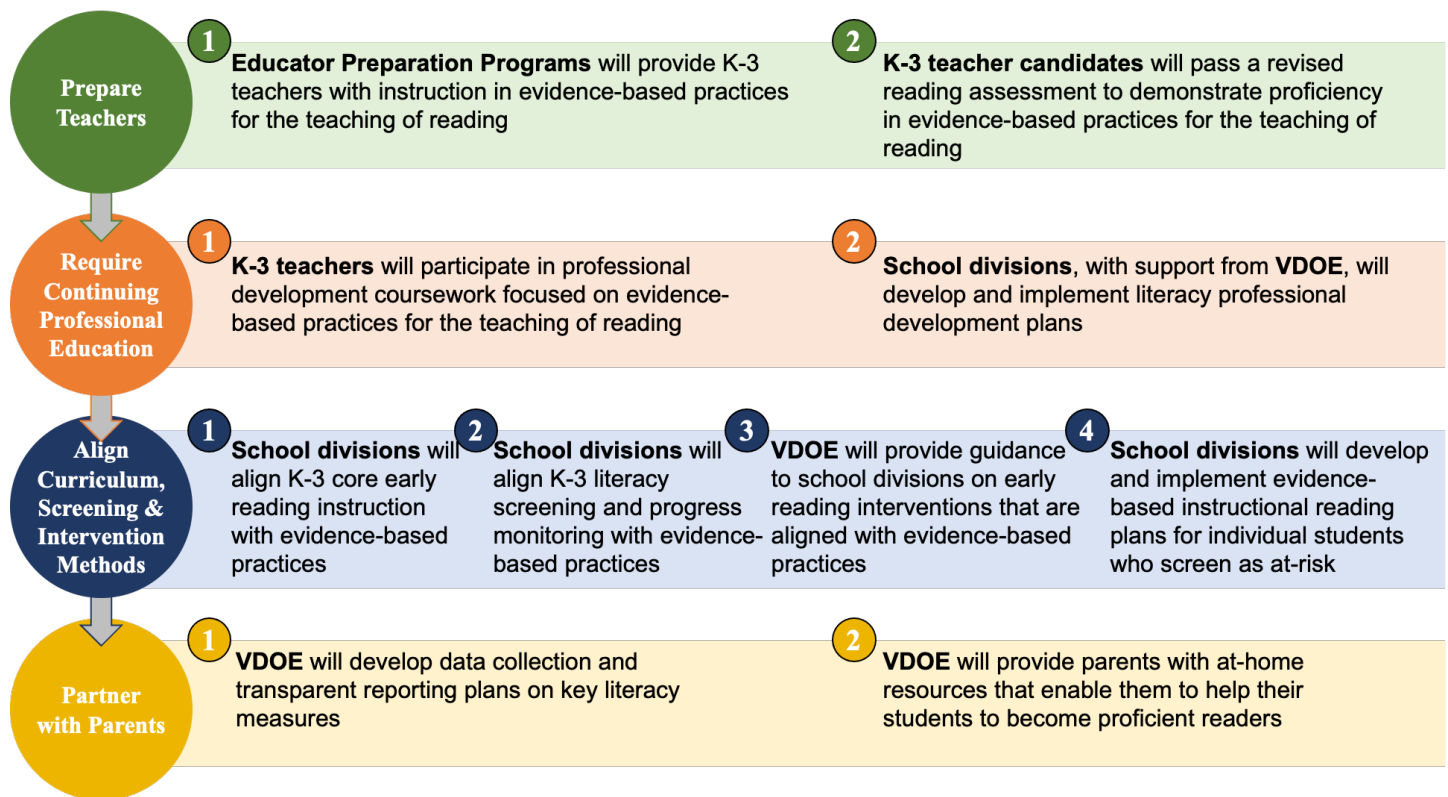 Prepare
Teachers
1
Educator Preparation Programs will provide K-3
teachers with instruction in evidence-based practices
for the teaching of reading
2
K-3 teacher candidates will pass a revised
reading assessment to demonstrate proficiency
in evidence-based practices for the teaching of
reading
Require
Continuing
Professional
Education
1
K-3 teachers will participate in professional
development coursework focused on evidence-
based practices for the teaching of reading
2
School divisions, with support from VDOE, will
develop and implement literacy professional
development plans
Align
Curriculum,
Screening &
Intervention
Methods
1
School divisions will
align K-3 core early
reading instruction
with evidence-based
practices
2
School divisions will
align K-3 literacy
screening and progress
monitoring with evidence-
based practices
3
VDOE will provide guidance
to school divisions on early
reading interventions that are
aligned with evidence-based
practices
4
School divisions will develop
and implement evidence-
based instructional reading
plans for individual students
who screen as at-risk
Partner
with Parents
1
VDOE will develop data collection and
transparent reporting plans on key literacy
measures
2
VDOE will provide parents with at-home
resources that enable them to help their
students to become proficient readers